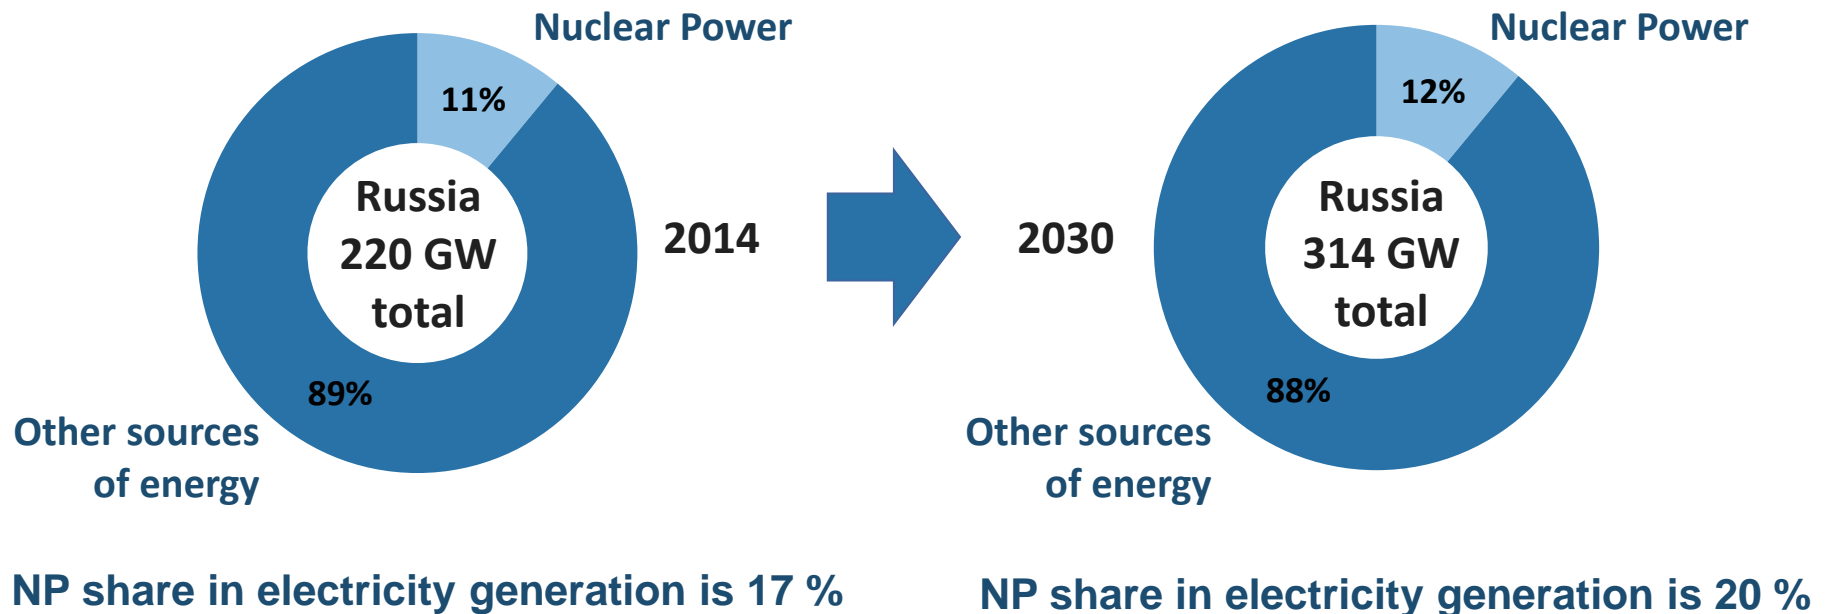 Nuclear Power
11%
Russia
220 GW
total
2014
89%
Other sources
of energy
NP share in electricity generation is 17 %
Nuclear Power
12%
2030
Russia
314 GW
total
88%
Other sources
of energy
NP share in electricity generation is 20 %